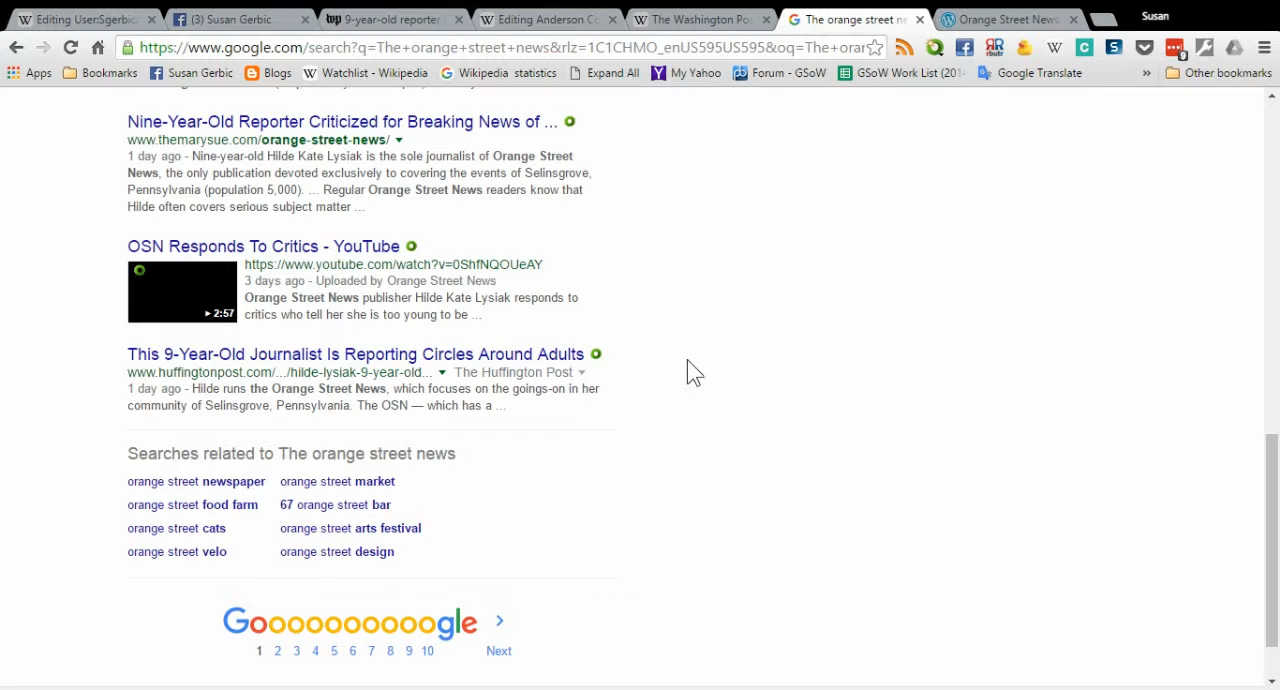 Susan
Editing UserSgerbic
(3) Susan Gerbic
9-year-old reporter
Editing Anderson Co
The Washington Pos
The orange street ne
Orange Street News
https://www.google.com/search?q=The+orange+street+news&rlz=1C1CHMO_enUS595US595&oq=The+orar
Apps
Bookmarks
Susan Gerbic
Blogs
Watchlist - Wikipedia
Wikipedia statistics
Expand All
My Yahoo
Forum - GSoW
GSoW Work List (201
Google Translate
»
Other bookmarks
Nine-Year-Old Reporter Criticized for Breaking News of ...
www.themarysue.com/orange-street-news/
1 day ago - Nine-year-old Hilde Kate Lysiak is the sole journalist of Orange Street
News, the only publication devoted exclusively to covering the events of Selinsgrove,
Pennsylvania (population 5,000). ... Regular Orange Street News readers know that
Hilde often covers serious subject matter ...
OSN Responds To Critics - YouTube
https://www.youtube.com/watch?v=0ShfNQOUeAY
3 days ago - Uploaded by Orange Street News
Orange Street News publisher Hilde Kate Lysiak responds to
critics who tell her she is too young to be ...
2:57
This 9-Year-Old Journalist Is Reporting Circles Around Adults
www.huffingtonpost.com/.../hilde-lysiak-9-year-old... The Huffington Post
1 day ago - Hilde runs the Orange Street News, which focuses on the goings-on in her
community of Selinsgrove, Pennsylvania. The OSN — which has a ...
Searches related to The orange street news
orange street newspaper orange street market
orange street food farm 67 orange street bar
orange street cats orange street arts festival
orange street velo orange street design
Goooooooooogle >
1 2 3 4 5 6 7 8 9 10 Next